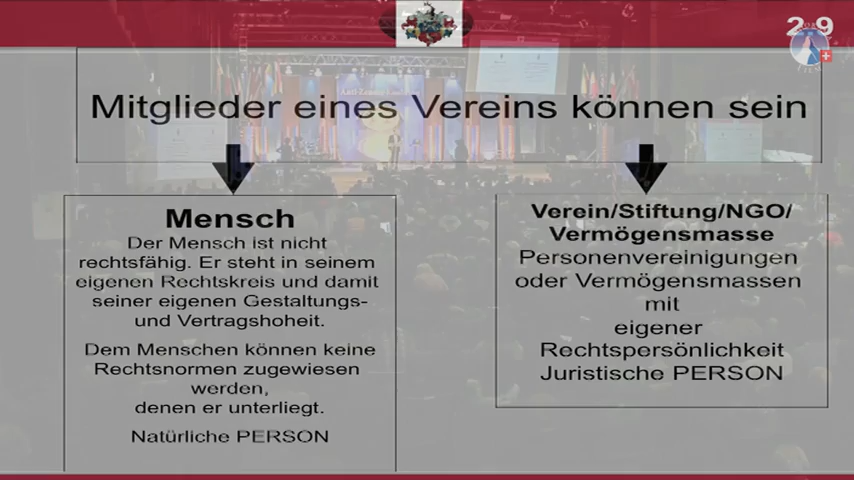 29
Mitglieder eines Vereins können sein
Mensch
Der Mensch ist nicht
rechtsfähig. Er steht in seinem
eigenen Rechtskreis und damit
seiner eigenen Gestaltungs-
und Vertragshoheit.
Dem Menschen können keine
Rechtsnormen zugewiesen
werden,
denen er unterliegt.
Natürliche PERSON
Verein/Stiftung/NGO/
Vermögensmasse
Personenvereinigungen
oder Vermögensmassen
mit
eigener
Rechtspersönlichkeit
Juristische PERSON